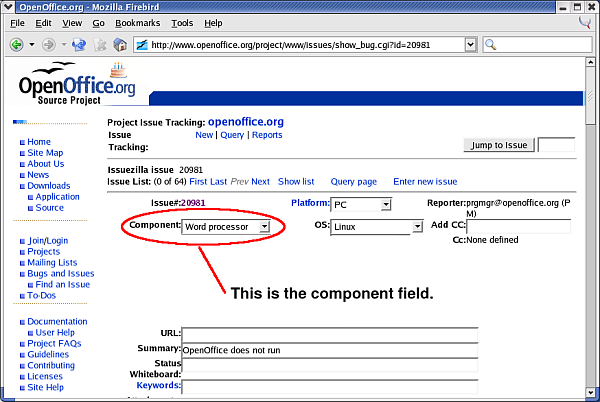 OpenOffice.org - Mozilla Firebird
File Edit View Go Bookmarks Tools Help
http://www.openoffice.org/project/www/issues/show_bug.cgi?id=20981
OpenOffice.org
Source Project
Home
Site Map
About Us
News
Downloads
Application
Source
Join/Login
Projects
Mailing Lists
Bugs and Issues
Find an Issue
To-Dos
Documentation
User Help
Project FAQs
Guidelines
Contributing
Licenses
Site Help
Project Issue Tracking: openoffice.org
Issue New | Query | Reports
Tracking:
Jump to Issue
Issuezilla issue 20981
Issue List: (0 of 64) First Last Prev Next Show list Query page Enter new issue
Issue#:20981 Platform: PC Reporter:prgmgr@openoffice.org (P
M)
Component: Word processor OS: Linux Add CC:
Cc:None defined
This is the component field.
URL:
Summary: OpenOffice does not run
Status
Whiteboard:
Keywords: